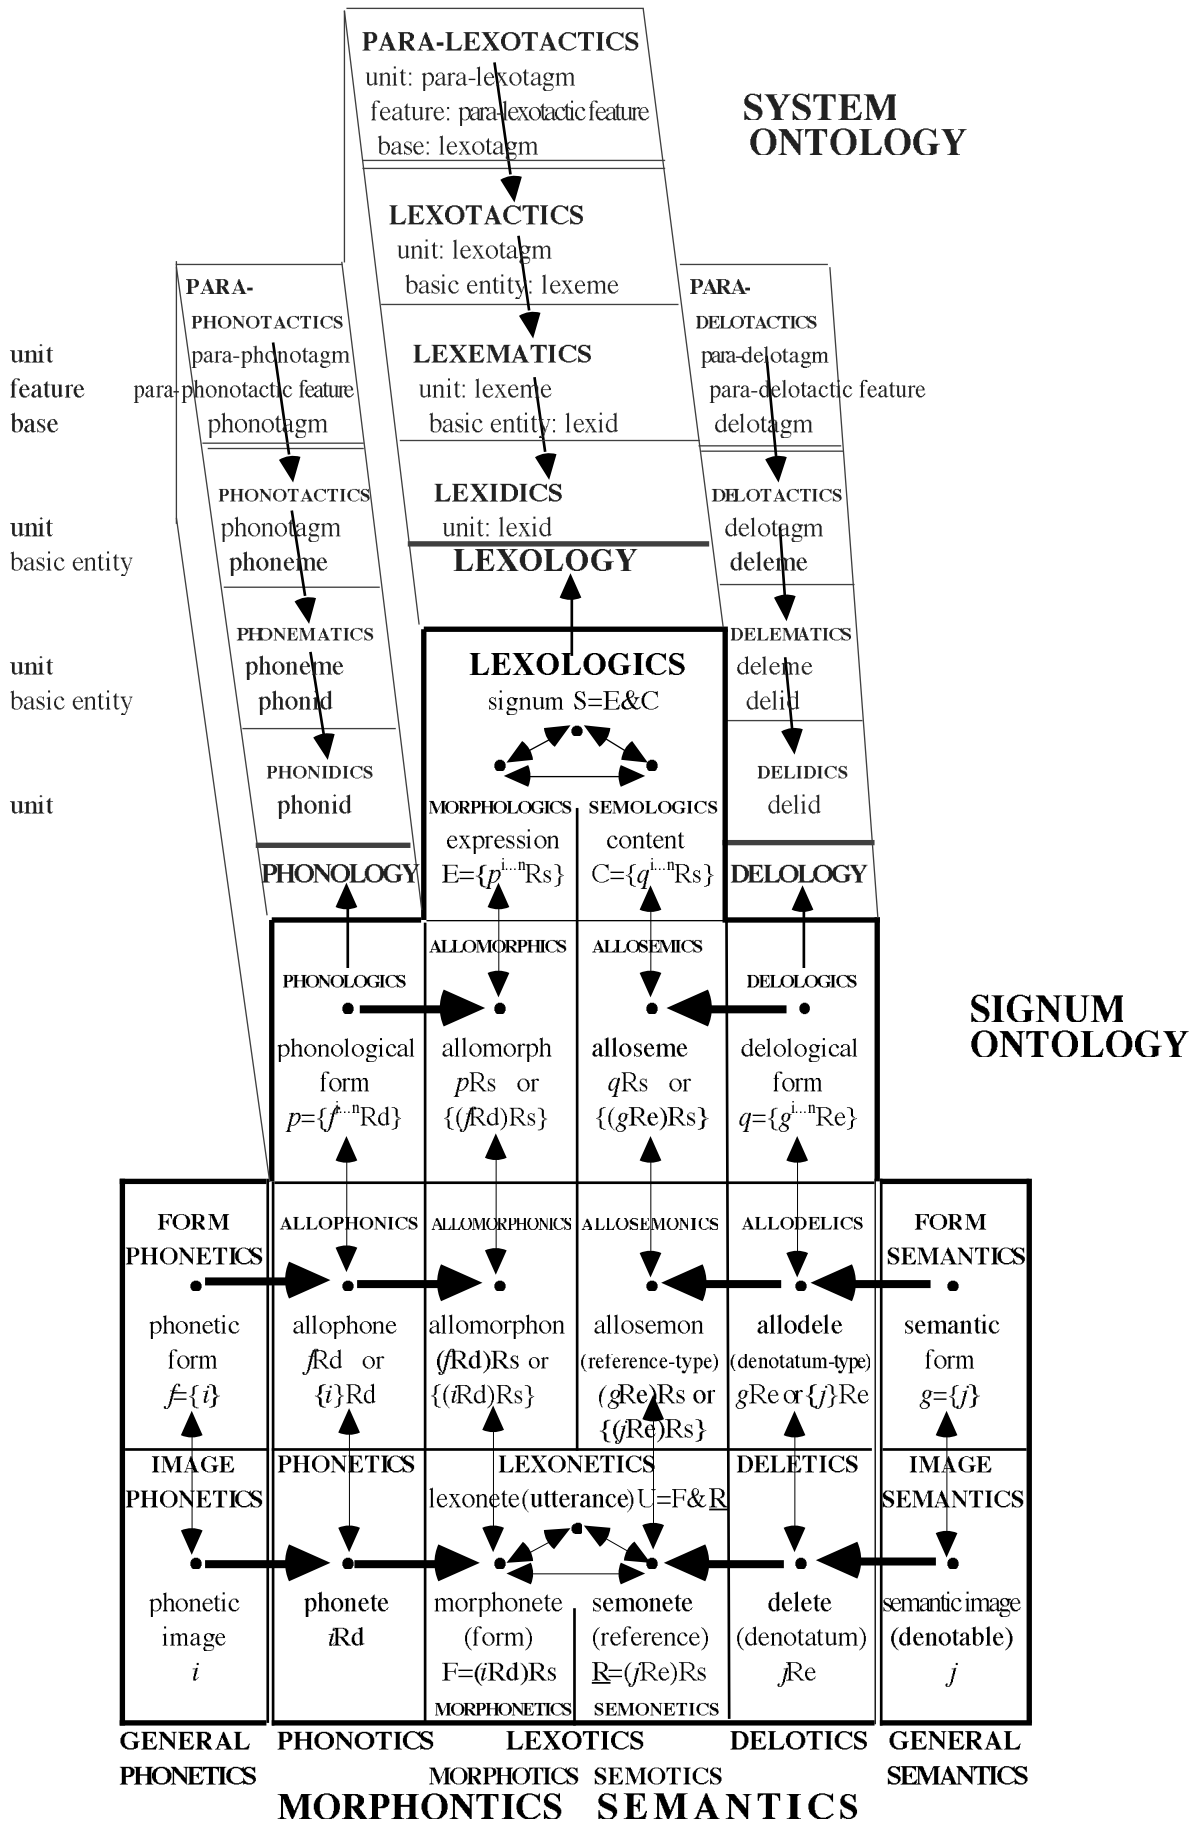 PARA-LEXOTACTICS
unit: para-lexotagm
feature: para-lexotactic feature
base: lexotagm
SYSTEM
ONTOLOGY
LEXOTACTICS
unit: lexotagm
basic entity: lexeme
LEXEMATICS
unit: lexeme
basic entity: lexid
LEXIDICS
unit: lexid
LEXOLOGY
unit
feature
base
unit
basic entity
unit
basic entity
unit
PARA-
PHONOTACTICS
para-phonotagm
para-phonotactic feature
phonotagm
PHONOTACTICS
phonotagm
phoneme
PHONEMATICS
phoneme
phonid
PHONIDICS
phonid
PHONOLOGY
PARA-
DELOTACTICS
para-delotagm
para-delotactic feature
delotagm
DELOTACTICS
delotagm
deleme
DELEMATICS
deleme
delid
DELIDICS
delid
DELOLOGY
LEXOLOGICS
signum S=E&C
MORPHOLOGICS
expression
E={p^i...n Rs}
SEMOLOGICS
content
C={q^i...n Rs}
SIGNUM
ONTOLOGY
PHONOLOGICS
phonological
form
p={f^i...n Rd}
ALLOMORPHICS
allomorph
pRs or
{(fRd)Rs}
ALLOSEMICS
alloseme
qRs or
{(gRe)Rs}
DELOLOGICS
delological
form
q={g^i...n Re}
FORM
PHONETICS
phonetic
form
f={i}
ALLOPHONICS
allophone
fRd or
{i}Rd
ALLOMORPHONICS
allomorphon
(fRd)Rs or
{(iRd)Rs}
ALLOSEMONICS
allosemon
(reference-type)
(gRe)Rs or
{(jRe)Rs}
ALLODELICS
allodele
(denotatum-type)
gRe or {j}Re
FORM
SEMANTICS
semantic
form
g={j}
IMAGE
PHONETICS
phonetic
image
i
PHONETICS
phonete
iRd
LEXONETICS
lexonete(utterance) U=F&R
morphonete
(form)
F=(iRd)Rs
MORPHONETICS
semonete
(reference)
R=(jRe)Rs
SEMONETICS
DELETICS
delete
(denotatum)
jRe
IMAGE
SEMANTICS
semantic image
(denotable)
j
GENERAL
PHONETICS
PHONOTICS
LEXOTICS
MORPHOTICS SEMOTICS
DELOTICS
GENERAL
SEMANTICS
MORPHONTICS SEMANTICS